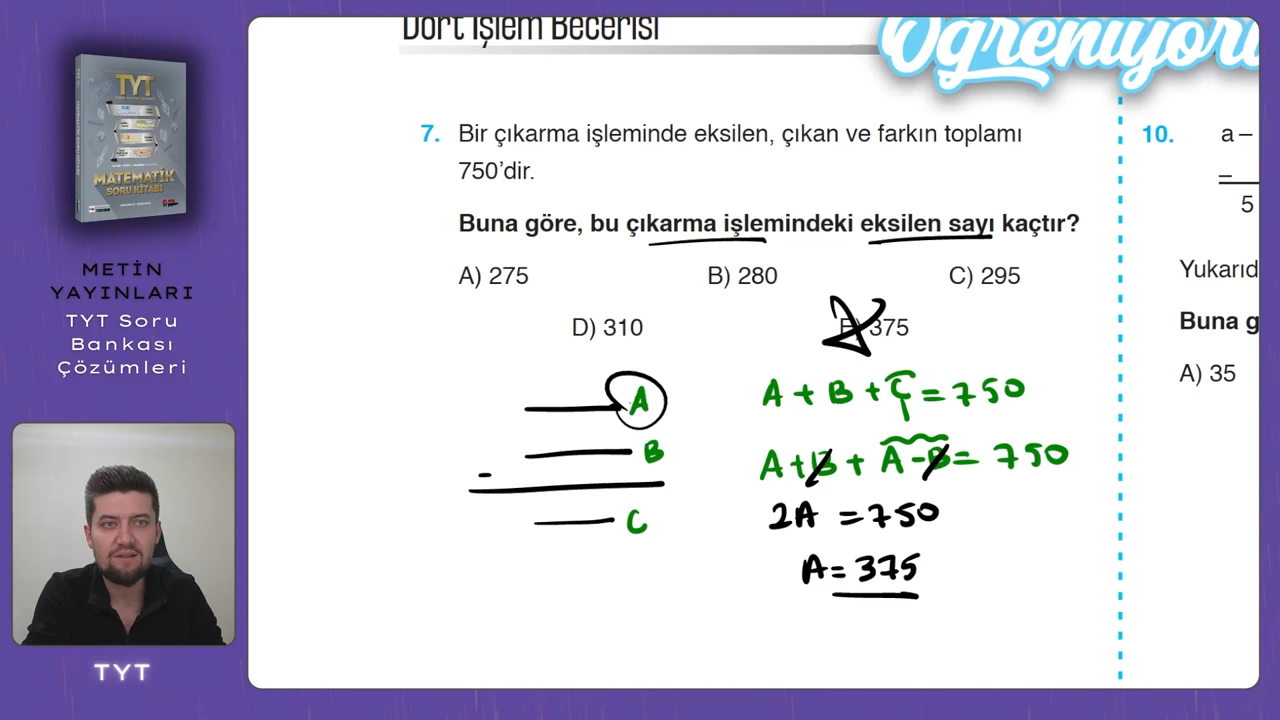 Dört İşlem Becerisi
Öğreniyoru
TYT
MATEMATİK
SORU KİTABI
METİN
YAYINLARI
TYT Soru
Bankası
Çözümleri
TYT
7. Bir çıkarma işleminde eksilen, çıkan ve farkın toplamı
750’dir.
Buna göre, bu çıkarma işlemindeki eksilen sayı kaçtır?
A) 275 B) 280 C) 295
D) 310 E) 375
A
B
-
C
A + B + C = 750
A + B + A - B = 750
2A = 750
A = 375
10. a –
–
5
Yukarıd
Buna g
A) 35